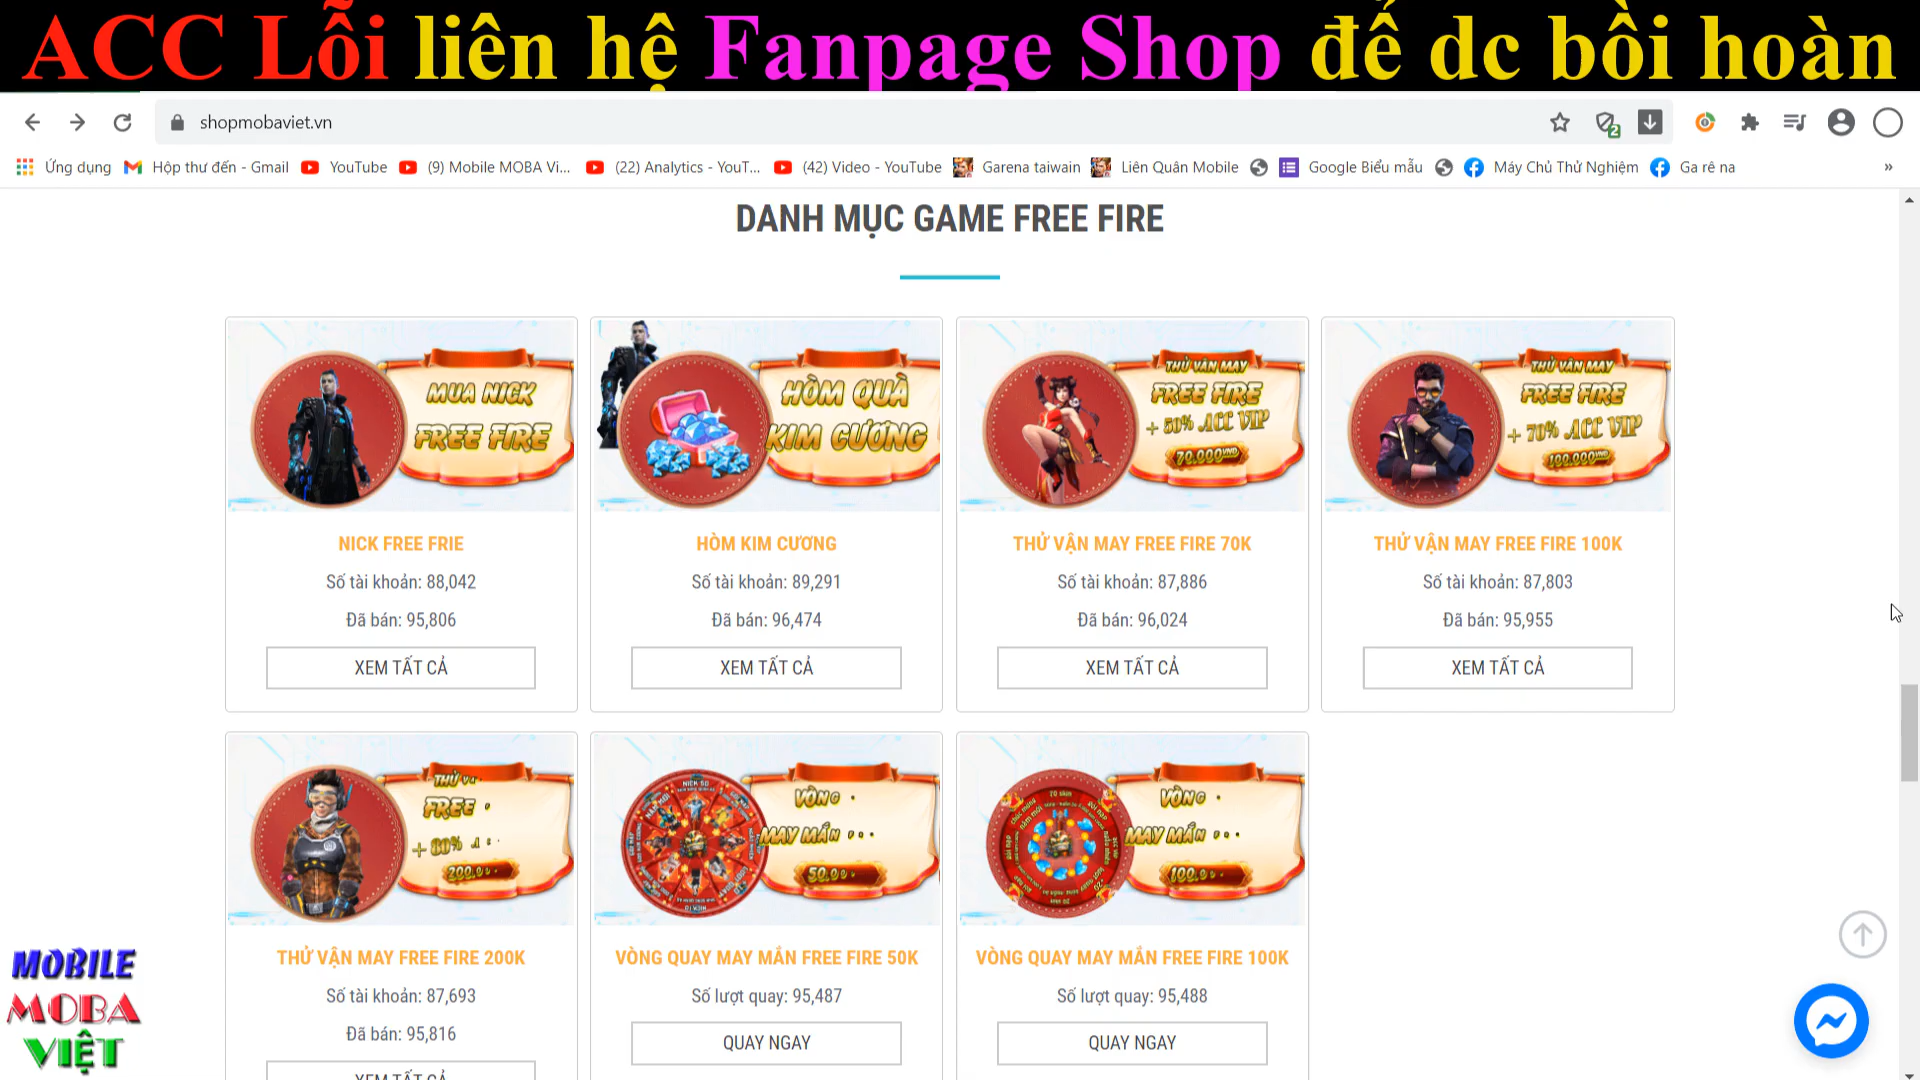 ACC Lỗi liên hệ Fanpage Shop để dc bồi hoàn
shopmobaviet.vn
2
Ứng dụng
Hộp thư đến - Gmail
YouTube
(9) Mobile MOBA Vi...
(22) Analytics - YouT...
(42) Video - YouTube
Garena taiwain
Liên Quân Mobile
Google Biểu mẫu
Máy Chủ Thử Nghiệm
Ga rê na
»
DANH MỤC GAME FREE FIRE
MUA NICK
FREE FIRE
HÒM QUÀ
KIM CƯƠNG
THỬ VẬN MAY
FREE FIRE
+ 50% ACC VIP
70.000VND
THỬ VẬN MAY
FREE FIRE
+ 70% ACC VIP
100.000VND
NICK FREE FRIE
HÒM KIM CƯƠNG
THỬ VẬN MAY FREE FIRE 70K
THỬ VẬN MAY FREE FIRE 100K
Số tài khoản: 88,042
Số tài khoản: 89,291
Số tài khoản: 87,886
Số tài khoản: 87,803
Đã bán: 95,806
Đã bán: 96,474
Đã bán: 96,024
Đã bán: 95,955
XEM TẤT CẢ
XEM TẤT CẢ
XEM TẤT CẢ
XEM TẤT CẢ
THỬ
FREE
+ 80%
200.
VÒNG
MAY MẮN
50.
VÒNG
MAY MẮN
100.
THỬ VẬN MAY FREE FIRE 200K
VÒNG QUAY MAY MẮN FREE FIRE 50K
VÒNG QUAY MAY MẮN FREE FIRE 100K
Số tài khoản: 87,693
Số lượt quay: 95,487
Số lượt quay: 95,488
Đã bán: 95,816
QUAY NGAY
QUAY NGAY
XEM TẤT CẢ
MOBILE
MOBA
VIỆT